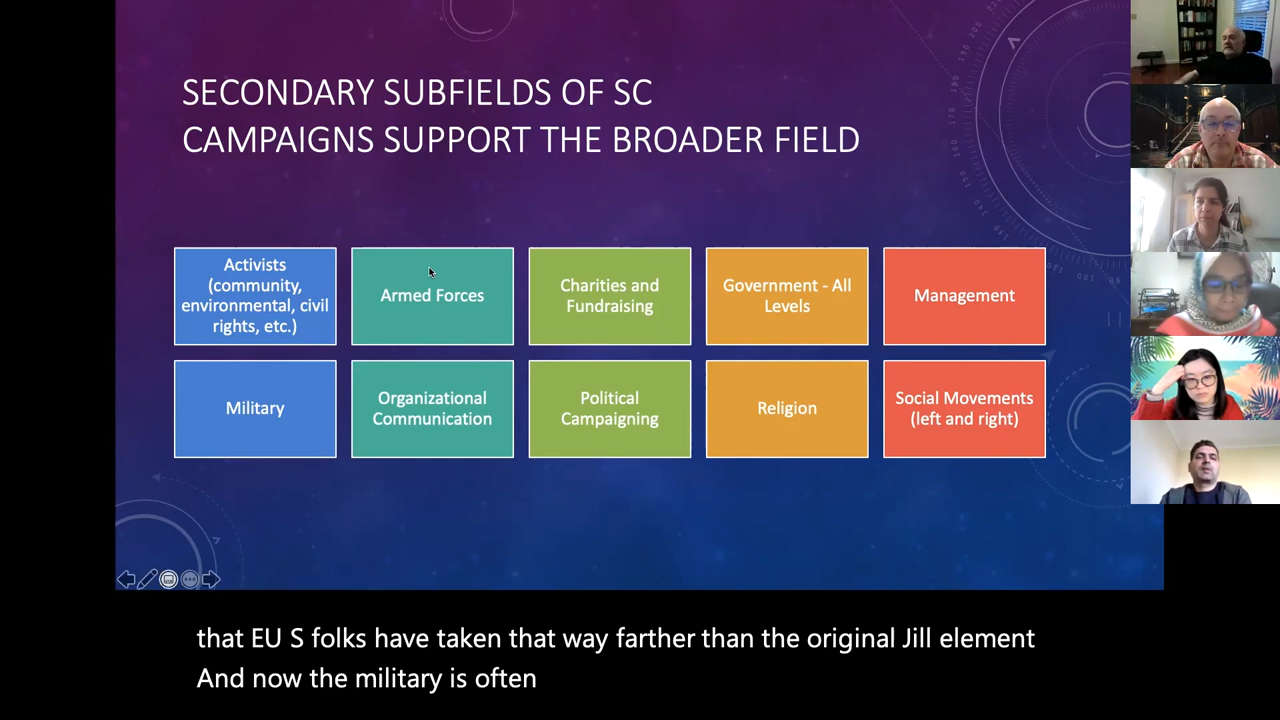 SECONDARY SUBFIELDS OF SC
CAMPAIGNS SUPPORT THE BROADER FIELD
Activists
(community,
environmental, civil
rights, etc.)
Armed Forces
Charities and
Fundraising
Government - All
Levels
Management
Military
Organizational
Communication
Political
Campaigning
Religion
Social Movements
(left and right)
that EU S folks have taken that way farther than the original Jill element
And now the military is often